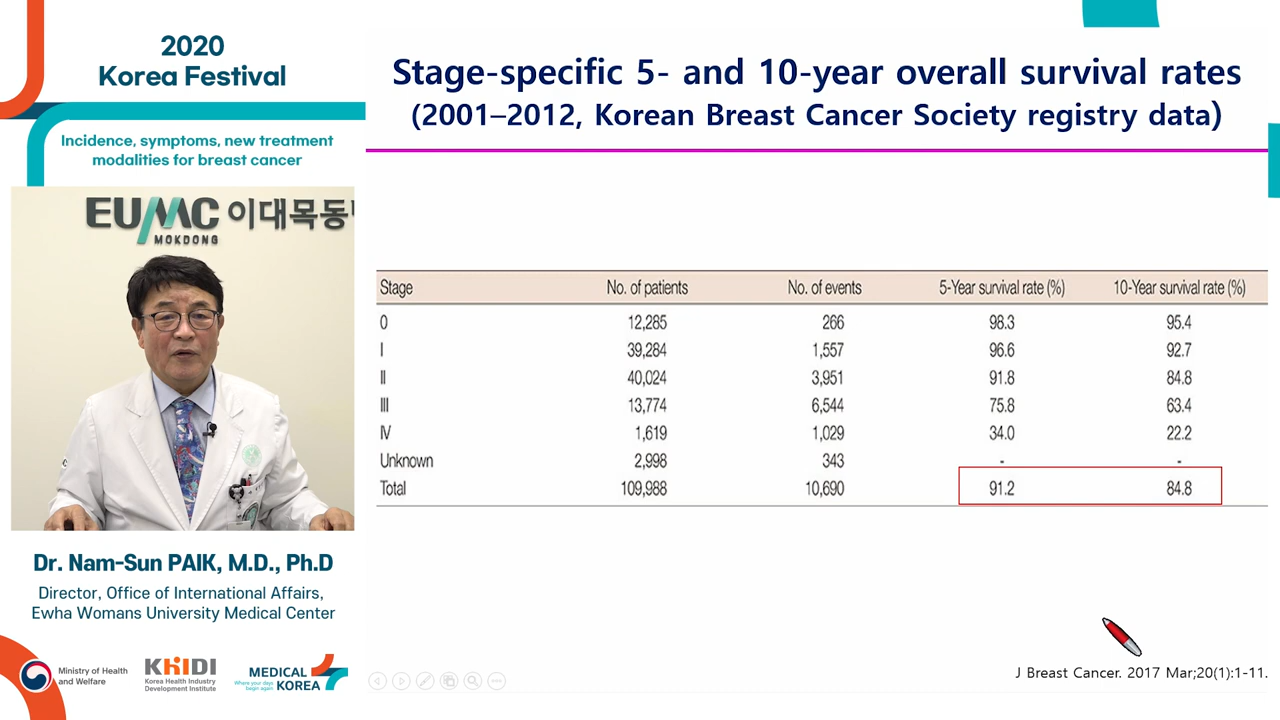 2020
Korea Festival
Incidence, symptoms, new treatment
modalities for breast cancer
EUMC 이대목동
MOKDONG
Dr. Nam-Sun PAIK, M.D., Ph.D
Director, Office of International Affairs,
Ewha Womans University Medical Center
Ministry of Health
and Welfare
KHIDI
Korea Health Industry
Development Institute
MEDICAL
KOREA
Where your days
begin again
Stage-specific 5- and 10-year overall survival rates
(2001–2012, Korean Breast Cancer Society registry data)
Stage No. of patients No. of events 5-Year survival rate (%) 10-Year survival rate (%)
0 12,285 266 98.3 95.4
I 39,284 1,557 96.6 92.7
II 40,024 3,951 91.8 84.8
III 13,774 6,544 75.8 63.4
IV 1,619 1,029 34.0 22.2
Unknown 2,998 343 - -
Total 109,988 10,690 91.2 84.8
J Breast Cancer. 2017 Mar;20(1):1-11.